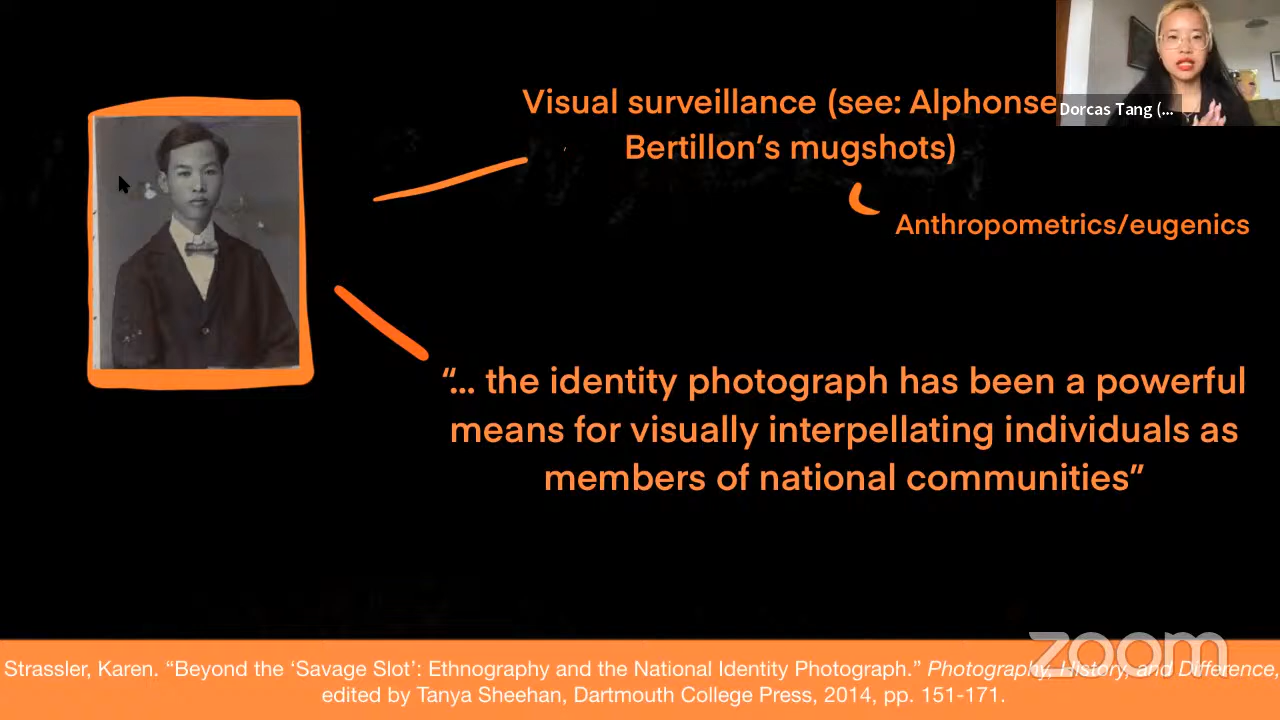 Visual surveillance (see: Alphonse
Bertillon's mugshots)
Dorcas Tang (...
Anthropometrics/eugenics
“... the identity photograph has been a powerful
means for visually interpellating individuals as
members of national communities”
zoom
Strassler, Karen. “Beyond the ‘Savage Slot’: Ethnography and the National Identity Photograph.” Photography, History, and Difference,
edited by Tanya Sheehan, Dartmouth College Press, 2014, pp. 151-171.